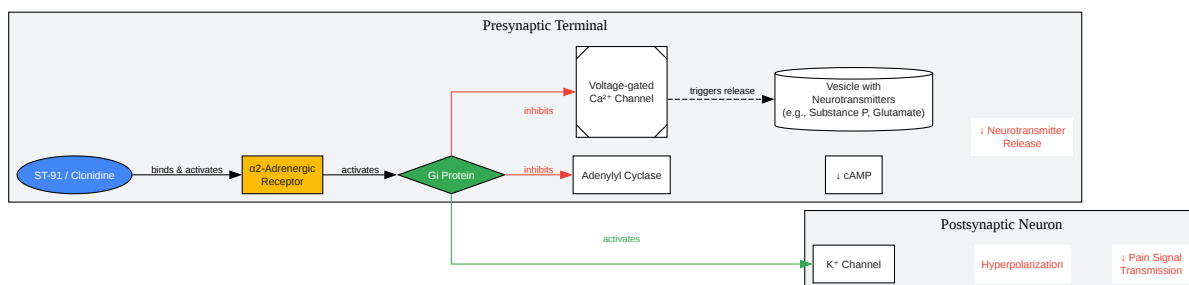 Presynaptic Terminal
Voltage-gated
Ca²⁺ Channel
triggers release
Vesicle with
Neurotransmitters
(e.g., Substance P, Glutamate)
inhibits
↓ Neurotransmitter
Release
ST-91 / Clonidine
binds & activates
α2-Adrenergic
Receptor
activates
Gi Protein
inhibits
Adenylyl Cyclase
↓ cAMP
Postsynaptic Neuron
activates
K⁺ Channel
Hyperpolarization
↓ Pain Signal
Transmission